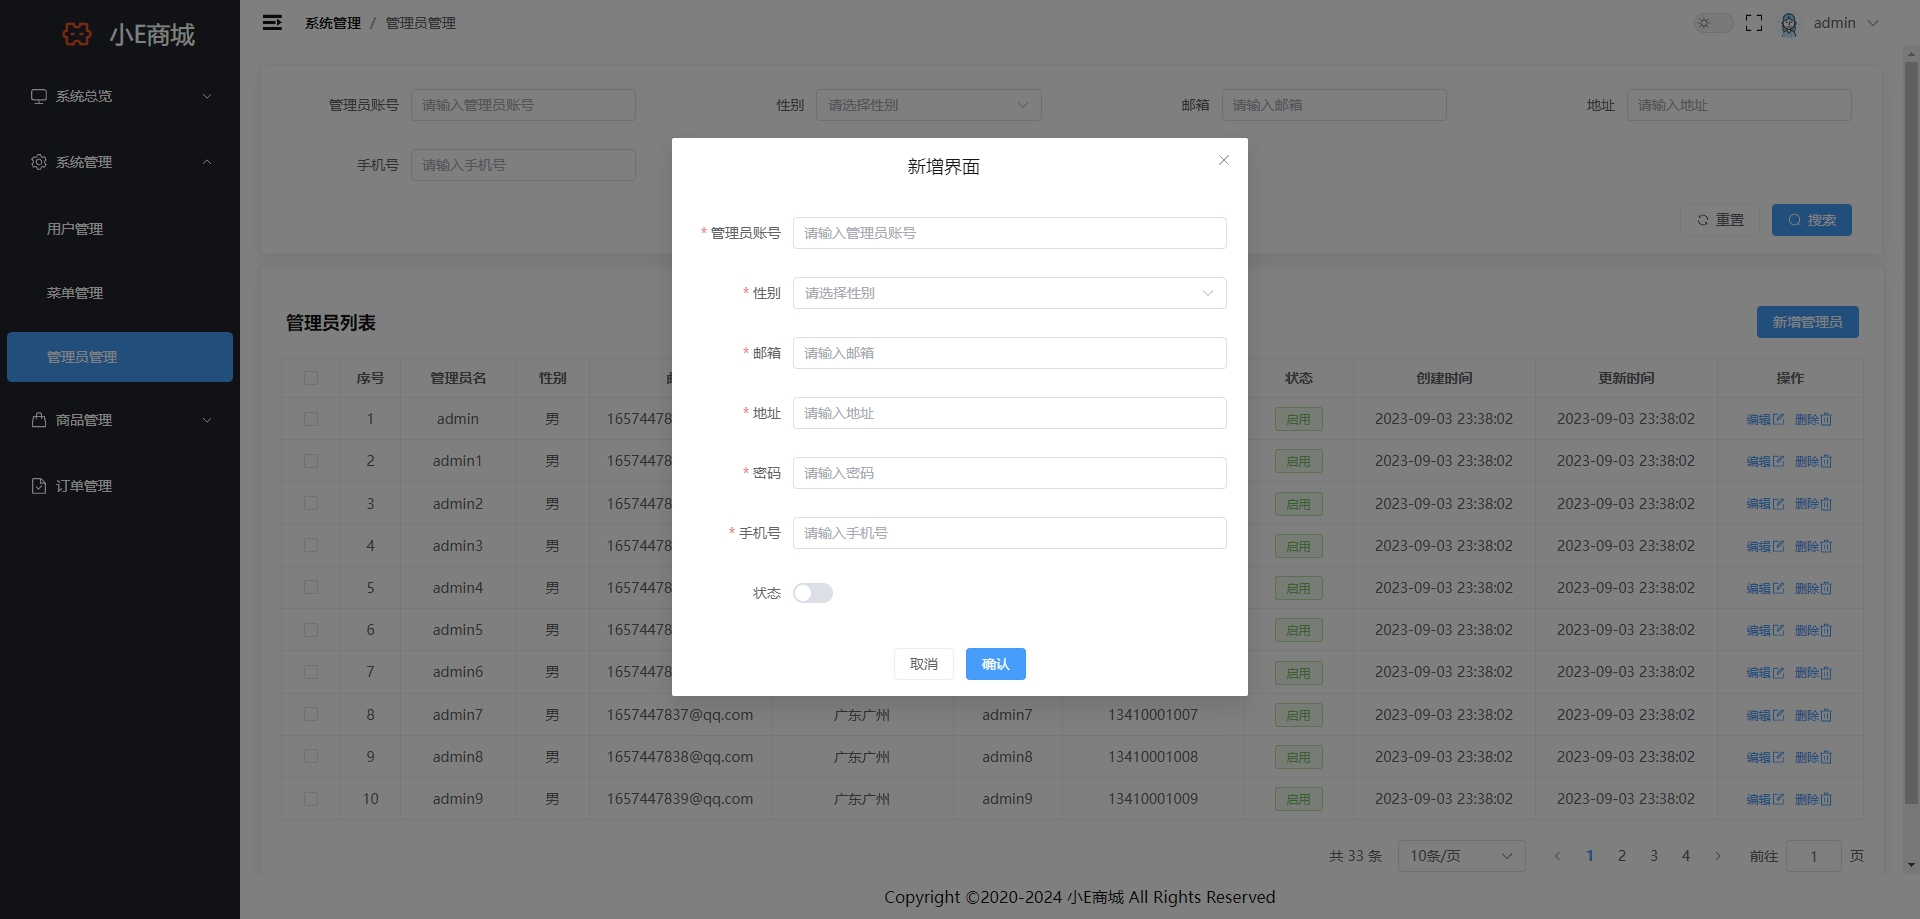 小E商城
系统管理 / 管理员管理
admin
系统总览
系统管理
用户管理
菜单管理
管理员管理
商品管理
订单管理
管理员账号 请输入管理员账号 性别 请选择性别 邮箱 请输入邮箱 地址 请输入地址
手机号 请输入手机号
重置 搜索
新增界面
* 管理员账号 请输入管理员账号
* 性别 请选择性别
* 邮箱 请输入邮箱
* 地址 请输入地址
* 密码 请输入密码
* 手机号 请输入手机号
状态
取消 确认
管理员列表 新增管理员
序号 管理员名 性别 状态 创建时间 更新时间 操作
1 admin 男 16574478 启用 2023-09-03 23:38:02 2023-09-03 23:38:02 编辑 删除
2 admin1 男 16574478 启用 2023-09-03 23:38:02 2023-09-03 23:38:02 编辑 删除
3 admin2 男 16574478 启用 2023-09-03 23:38:02 2023-09-03 23:38:02 编辑 删除
4 admin3 男 16574478 启用 2023-09-03 23:38:02 2023-09-03 23:38:02 编辑 删除
5 admin4 男 16574478 启用 2023-09-03 23:38:02 2023-09-03 23:38:02 编辑 删除
6 admin5 男 16574478 启用 2023-09-03 23:38:02 2023-09-03 23:38:02 编辑 删除
7 admin6 男 16574478 启用 2023-09-03 23:38:02 2023-09-03 23:38:02 编辑 删除
8 admin7 男 1657447837@qq.com 广东广州 admin7 13410001007 启用 2023-09-03 23:38:02 2023-09-03 23:38:02 编辑 删除
9 admin8 男 1657447838@qq.com 广东广州 admin8 13410001008 启用 2023-09-03 23:38:02 2023-09-03 23:38:02 编辑 删除
10 admin9 男 1657447839@qq.com 广东广州 admin9 13410001009 启用 2023-09-03 23:38:02 2023-09-03 23:38:02 编辑 删除
共 33 条 10条/页 1 2 3 4 前往 1 页
Copyright ©2020-2024 小E商城 All Rights Reserved